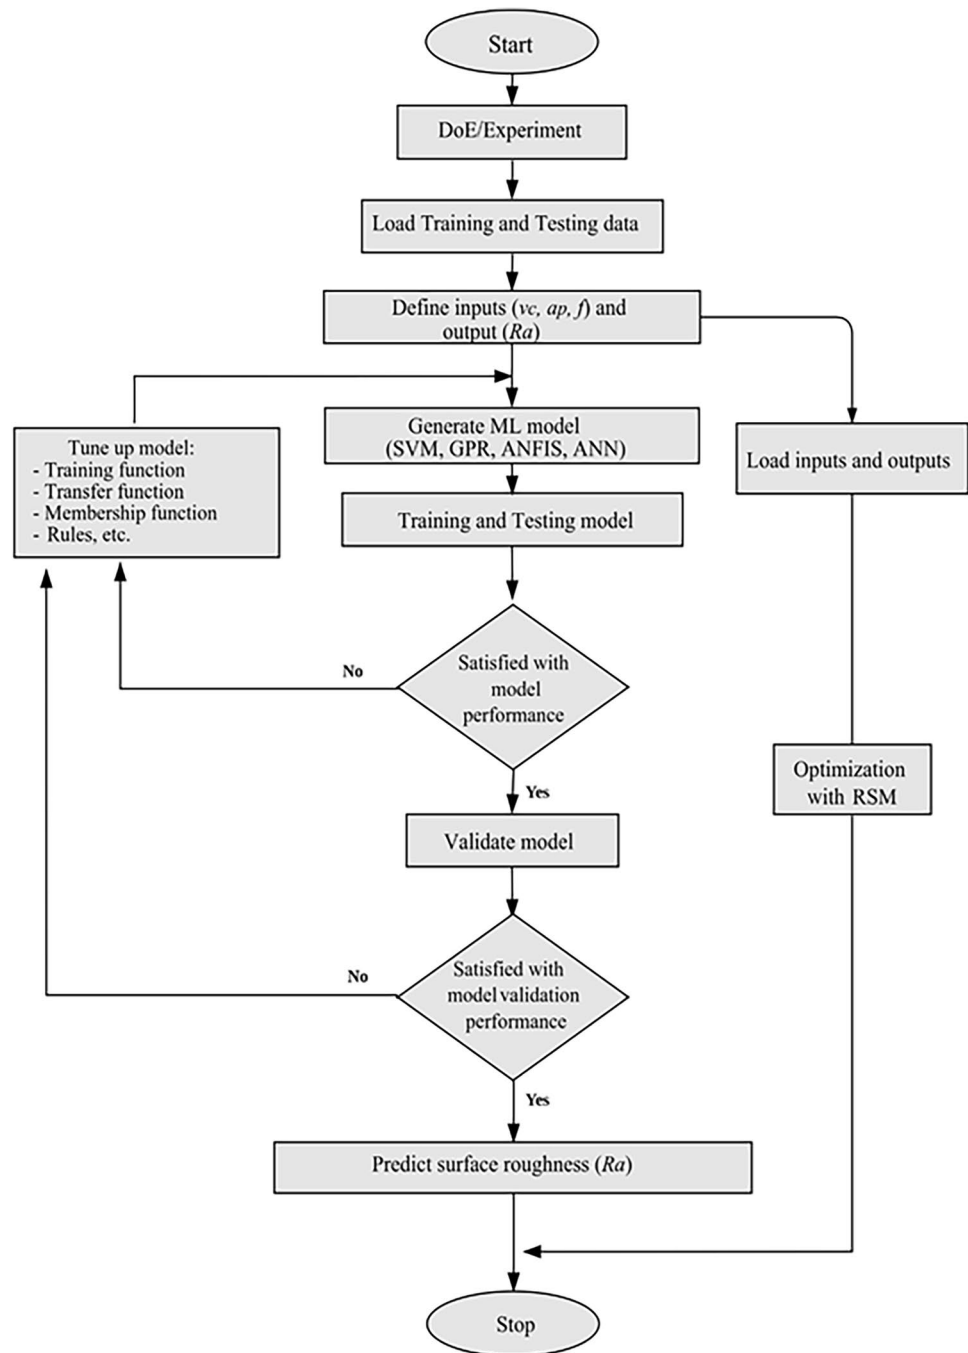 Start
DoE/Experiment
Load Training and Testing data
Define inputs (vc, ap, f) and
output (Ra)
Generate ML model
(SVM, GPR, ANFIS, ANN)
Tune up model:
- Training function
- Transfer function
- Membership function
- Rules, etc.
Load inputs and outputs
Training and Testing model
Satisfied with
model
performance
No
Yes
Optimization
with RSM
Validate model
Satisfied with
model validation
performance
No
Yes
Predict surface roughness (Ra)
Stop